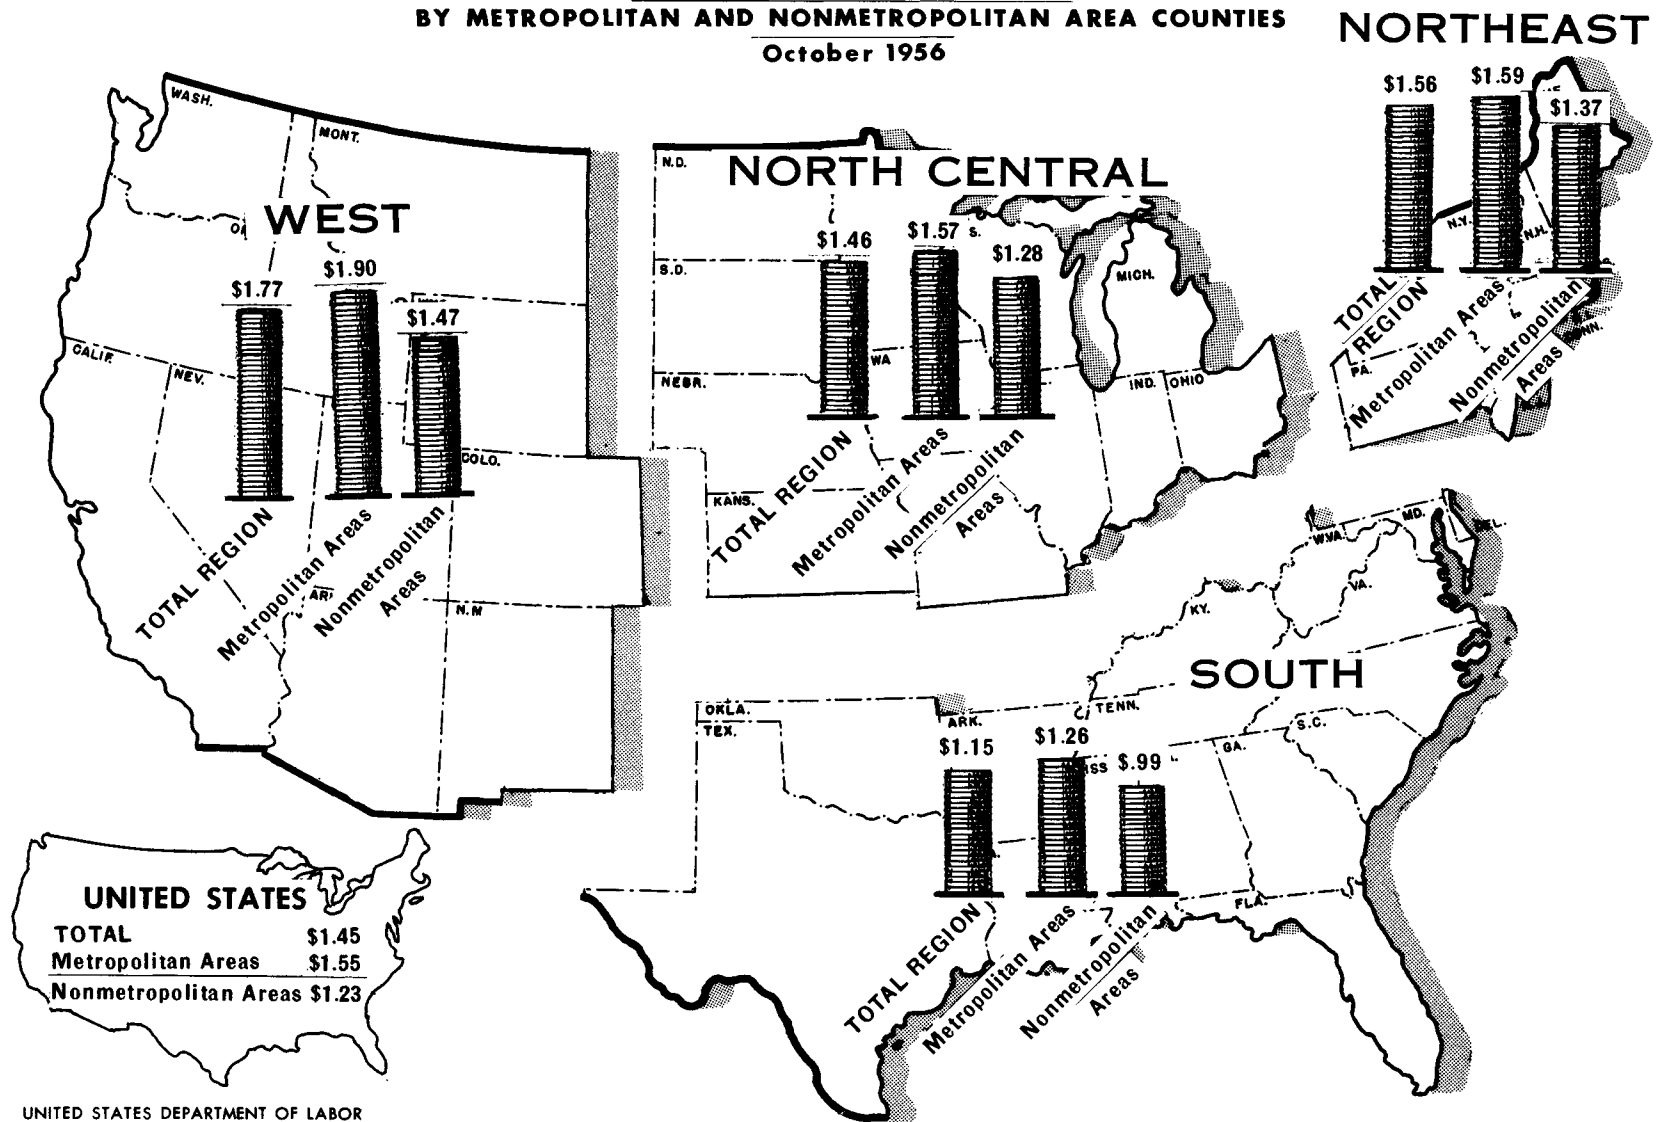 BY METROPOLITAN AND NONMETROPOLITAN AREA COUNTIES
October 1956
NORTHEAST
$1.56
$1.59
$1.37
N.Y.
N.H.
PA.
TOTAL
REGION
Metropolitan Areas
Nonmetropolitan
Areas
WEST
WASH.
MONT.
$1.77
$1.90
$1.47
CALIF.
NEV.
COLO.
N.M
TOTAL REGION
Metropolitan Areas
Nonmetropolitan
Areas
NORTH CENTRAL
N.D.
S.D.
NEBR.
KANS.
MICH.
IND.
OHIO
$1.46
$1.57
$1.28
TOTAL REGION
Metropolitan Areas
Nonmetropolitan
Areas
SOUTH
MD.
DEL.
W.VA.
VA.
KY.
TENN.
OKLA.
TEX.
ARK.
S.C.
GA.
FLA.
$1.15
$1.26
$.99
TOTAL REGION
Metropolitan Areas
Nonmetropolitan
Areas
UNITED STATES
TOTAL $1.45
Metropolitan Areas $1.55
Nonmetropolitan Areas $1.23
UNITED STATES DEPARTMENT OF LABOR